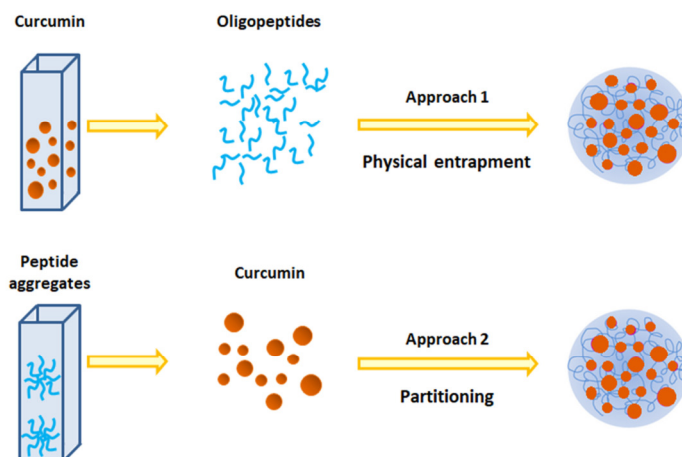 Curcumin
Oligopeptides
Approach 1
Physical entrapment
Peptide
aggregates
Curcumin
Approach 2
Partitioning